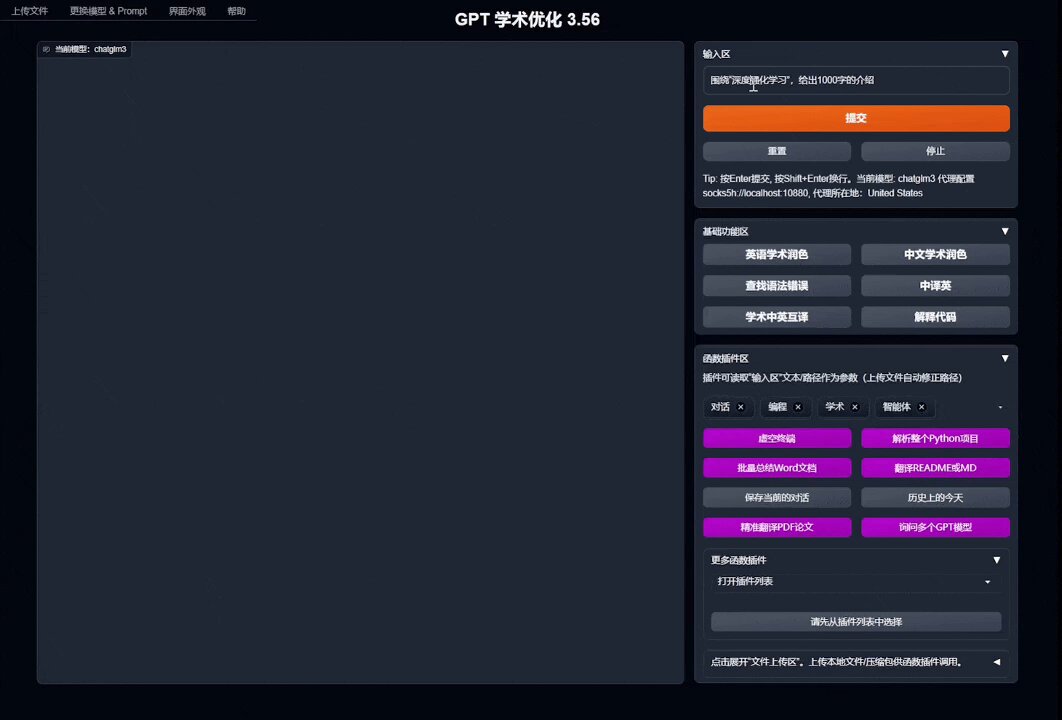 上传文件 更换模型 & Prompt 界面外观 帮助
GPT 学术优化 3.56
当前模型：chatglm3
输入区
围绕“深度强化学习”，给出1000字的介绍
提交
重置 停止
Tip: 按Enter提交, 按Shift+Enter换行。当前模型: chatglm3 代理配置
socks5h://localhost:10880, 代理所在地：United States
基础功能区
英语学术润色 中文学术润色
查找语法错误 中译英
学术中英互译 解释代码
函数插件区
插件可读取“输入区”文本/路径作为参数（上传文件自动修正路径）
对话 编程 学术 智能体
虚空终端 解析整个Python项目
批量总结Word文档 翻译README或MD
保存当前的对话 历史上的今天
精准翻译PDF论文 询问多个GPT模型
更多函数插件
打开插件列表
请先从插件列表中选择
点击展开“文件上传区”。上传本地文件/压缩包供函数插件调用。